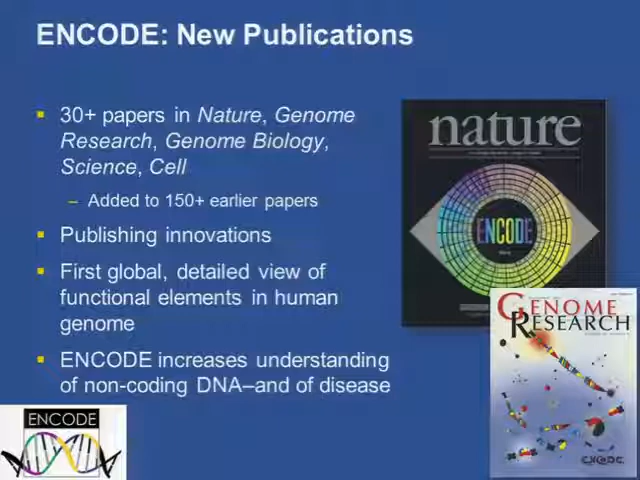 ENCODE: New Publications
30+ papers in Nature, Genome
Research, Genome Biology,
Science, Cell
– Added to 150+ earlier papers
Publishing innovations
First global, detailed view of
functional elements in human
genome
ENCODE increases understanding
of non-coding DNA–and of disease
nature
ENCODE
GENOME
RESEARCH
ENCODE